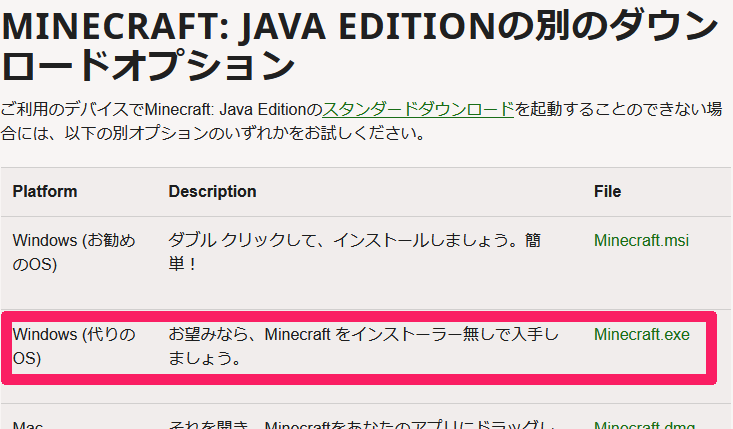 MINECRAFT: JAVA EDITIONの別のダウン
ロードオプション
ご利用のデバイスでMinecraft: Java Editionのスタンダードダウンロードを起動することのできない場
合には、以下の別オプションのいずれかをお試しください。
Platform Description File
Windows (お勧め ダブル クリックして、インストールしましょう。簡 Minecraft.msi
のOS) 単！
Windows (代りの お望みなら、Minecraft をインストーラー無しで入手し Minecraft.exe
OS) ましょう。
Mac それを開き、Minecraftをあなたのアプリにドラッグし Minecraft.dmg